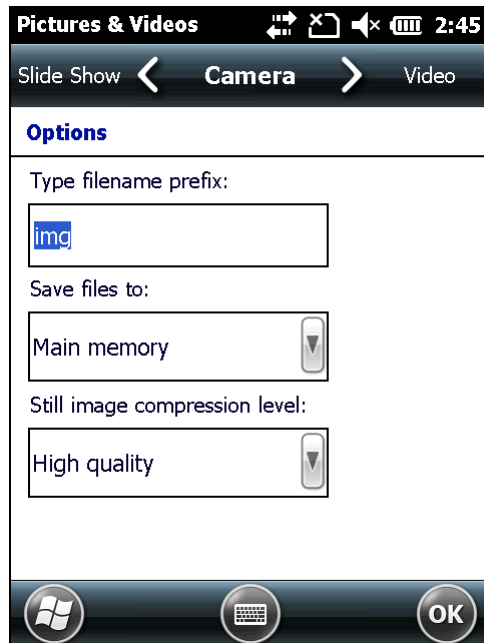 Pictures & Videos 2:45
Slide Show Camera Video
Options
Type filename prefix:
img
Save files to:
Main memory
Still image compression level:
High quality
OK